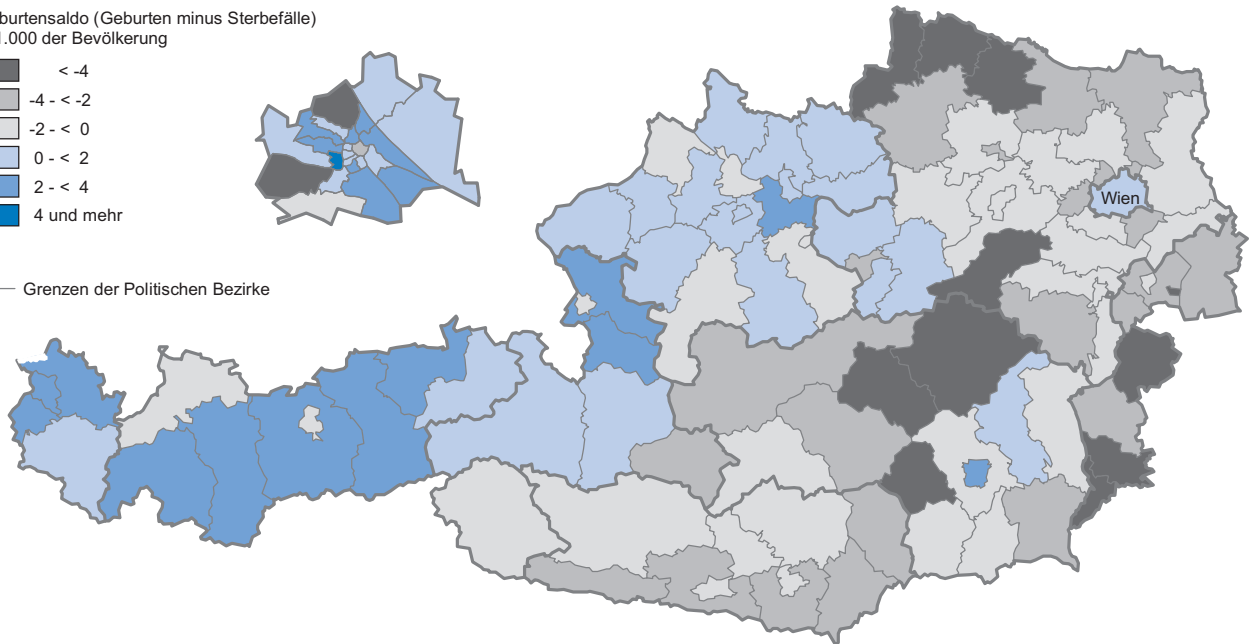 burtensaldo (Geburten minus Sterbefälle)
1.000 der Bevölkerung
< -4
-4 - < -2
-2 - < 0
0 - < 2
2 - < 4
4 und mehr
Wien
Grenzen der Politischen Bezirke